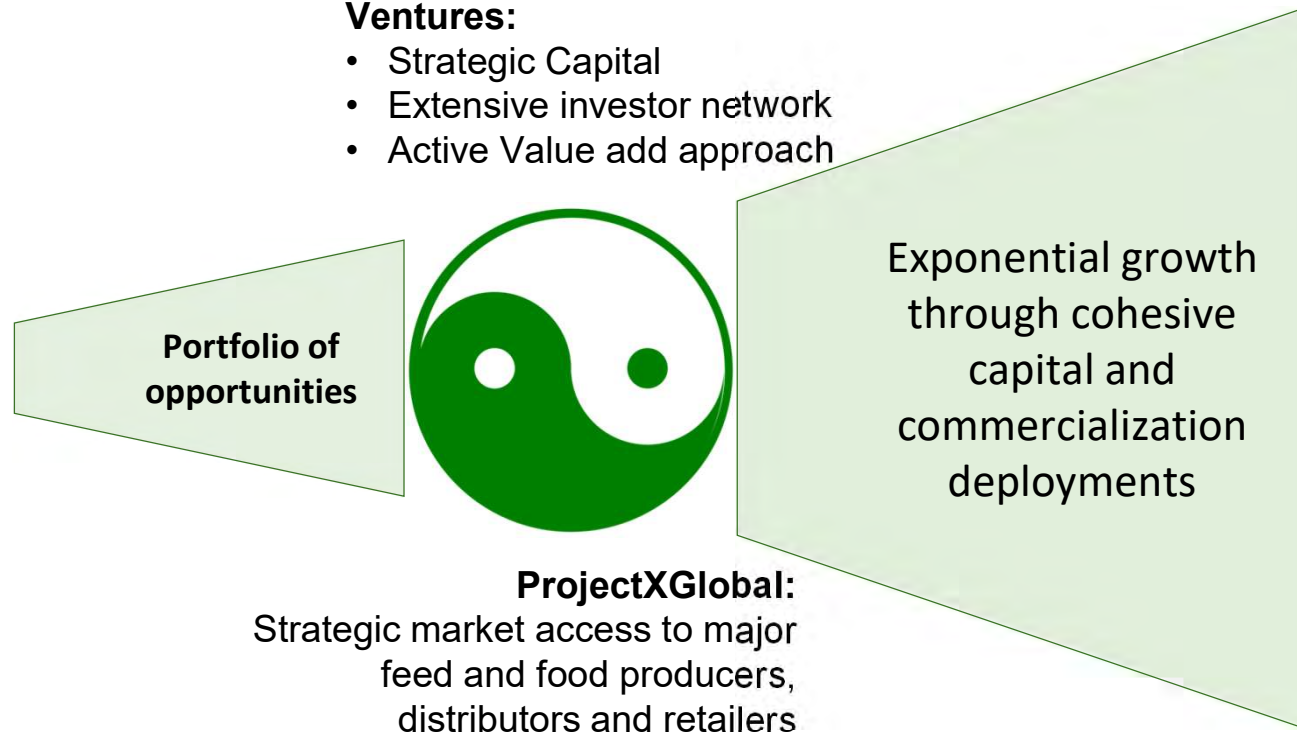 Ventures:
• Strategic Capital
• Extensive investor network
• Active Value add approach
Portfolio of
opportunities
Exponential growth
through cohesive
capital and
commercialization
deployments
ProjectXGlobal:
Strategic market access to major
feed and food producers,
distributors and retailers